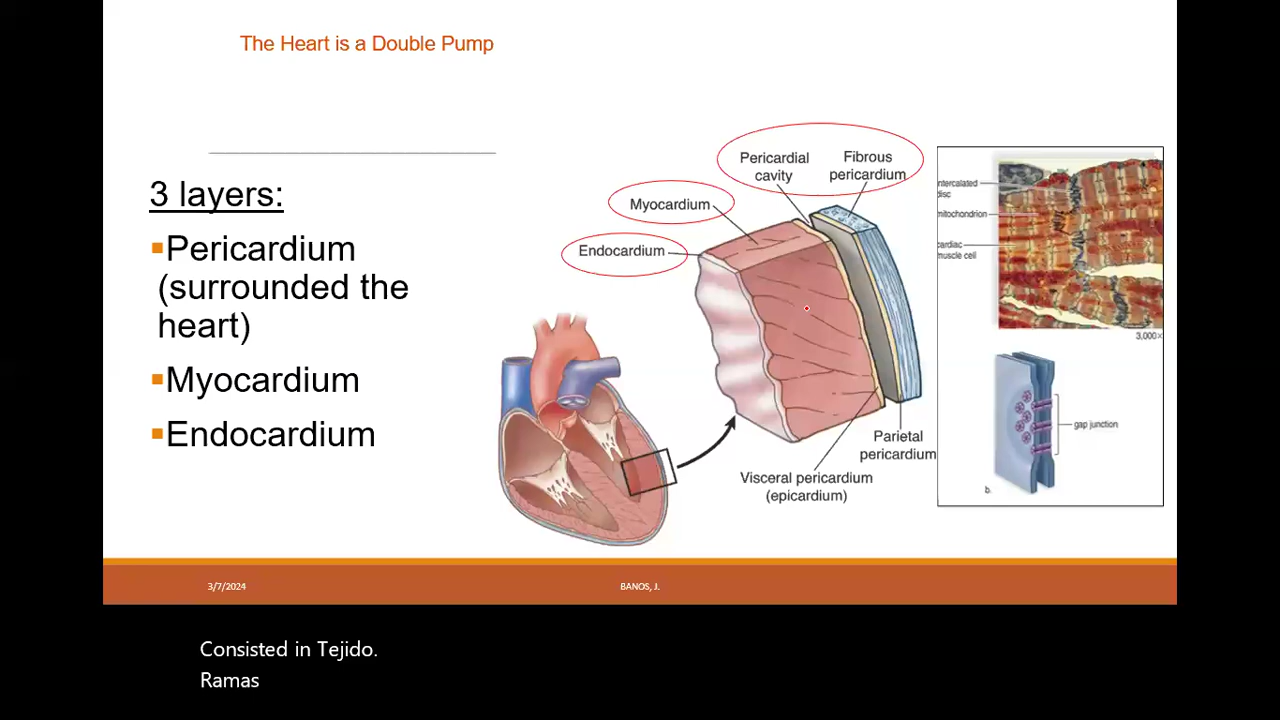 The Heart is a Double Pump
3 layers:
▪Pericardium
(surrounded the
heart)
▪Myocardium
▪Endocardium
Pericardial
cavity
Fibrous
pericardium
Myocardium
Endocardium
Parietal
pericardium
Visceral pericardium
(epicardium)
ntercalated
disc
mitochondrion
cardiac
muscle cell
3,000×
gap junction
b.
3/7/2024
BANOS, J.
Consisted in Tejido.
Ramas